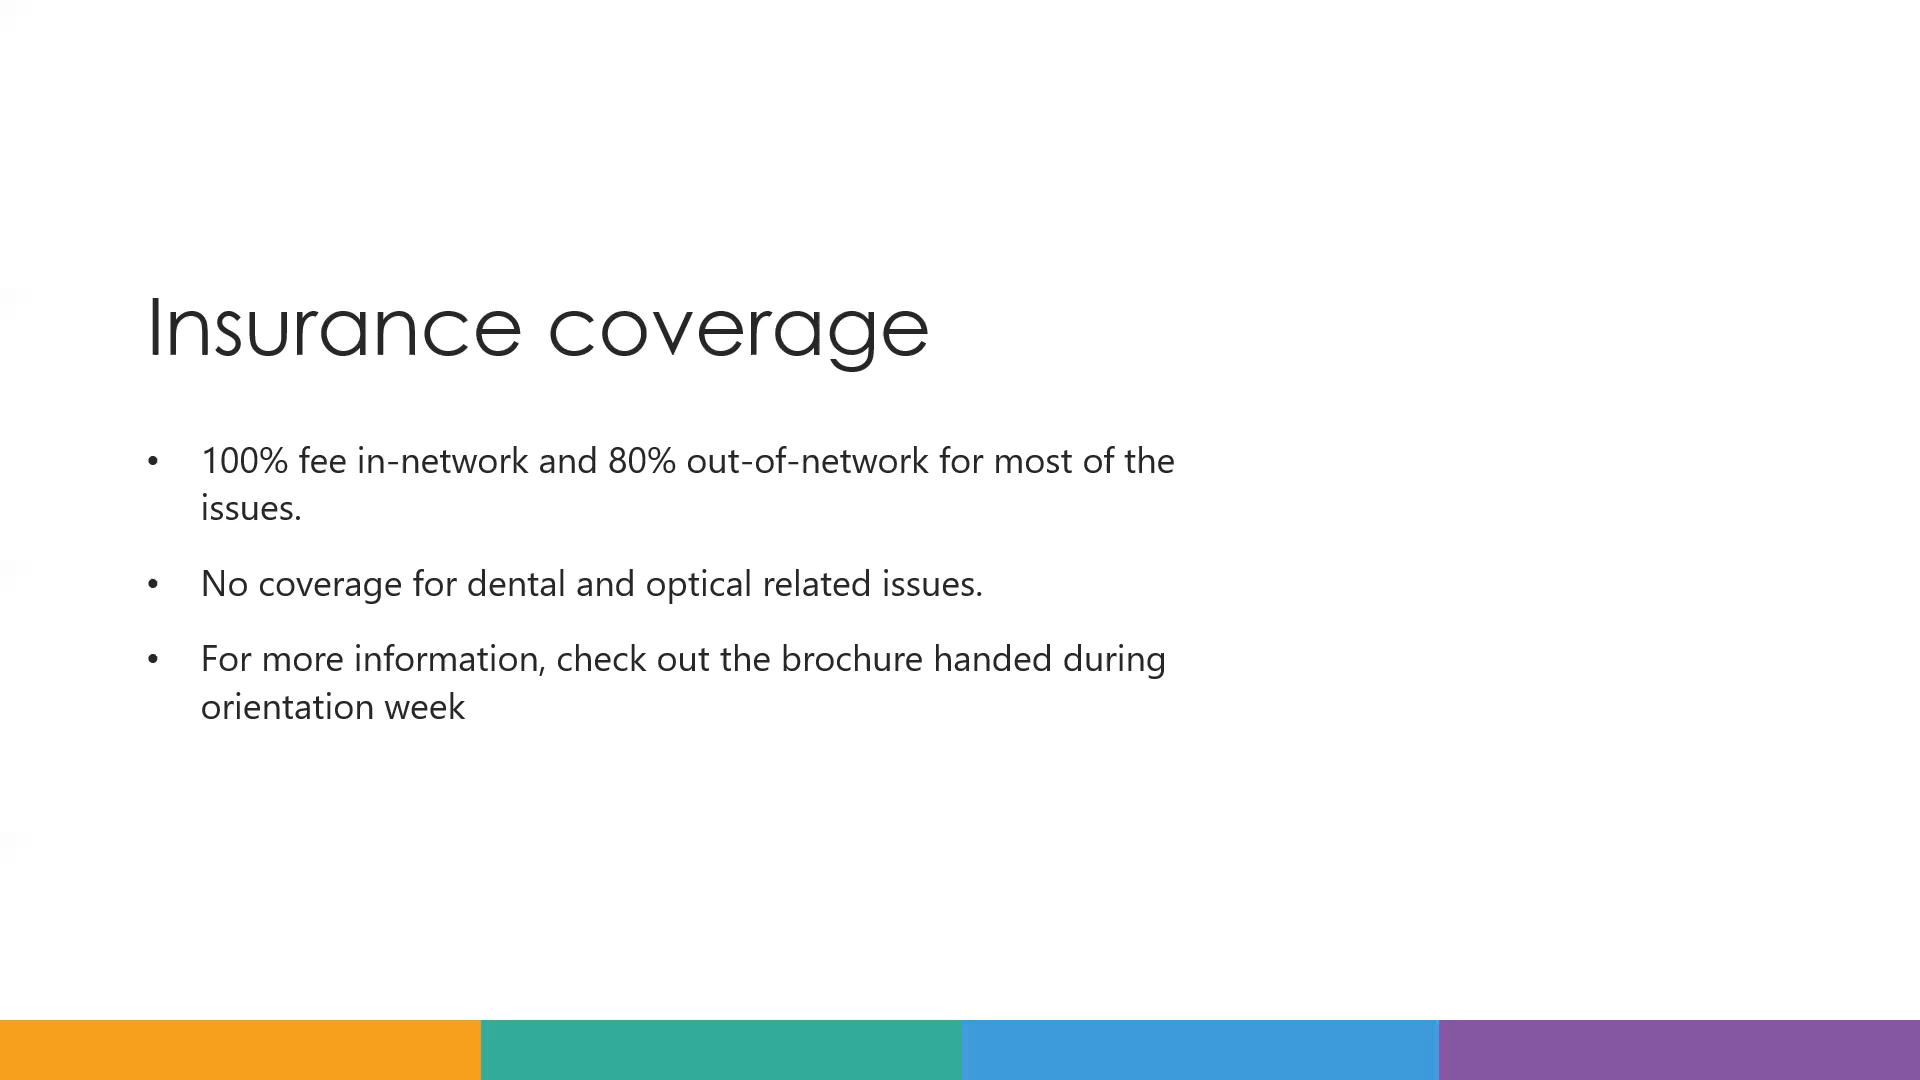 Insurance coverage
• 100% fee in-network and 80% out-of-network for most of the
issues.
• No coverage for dental and optical related issues.
• For more information, check out the brochure handed during
orientation week